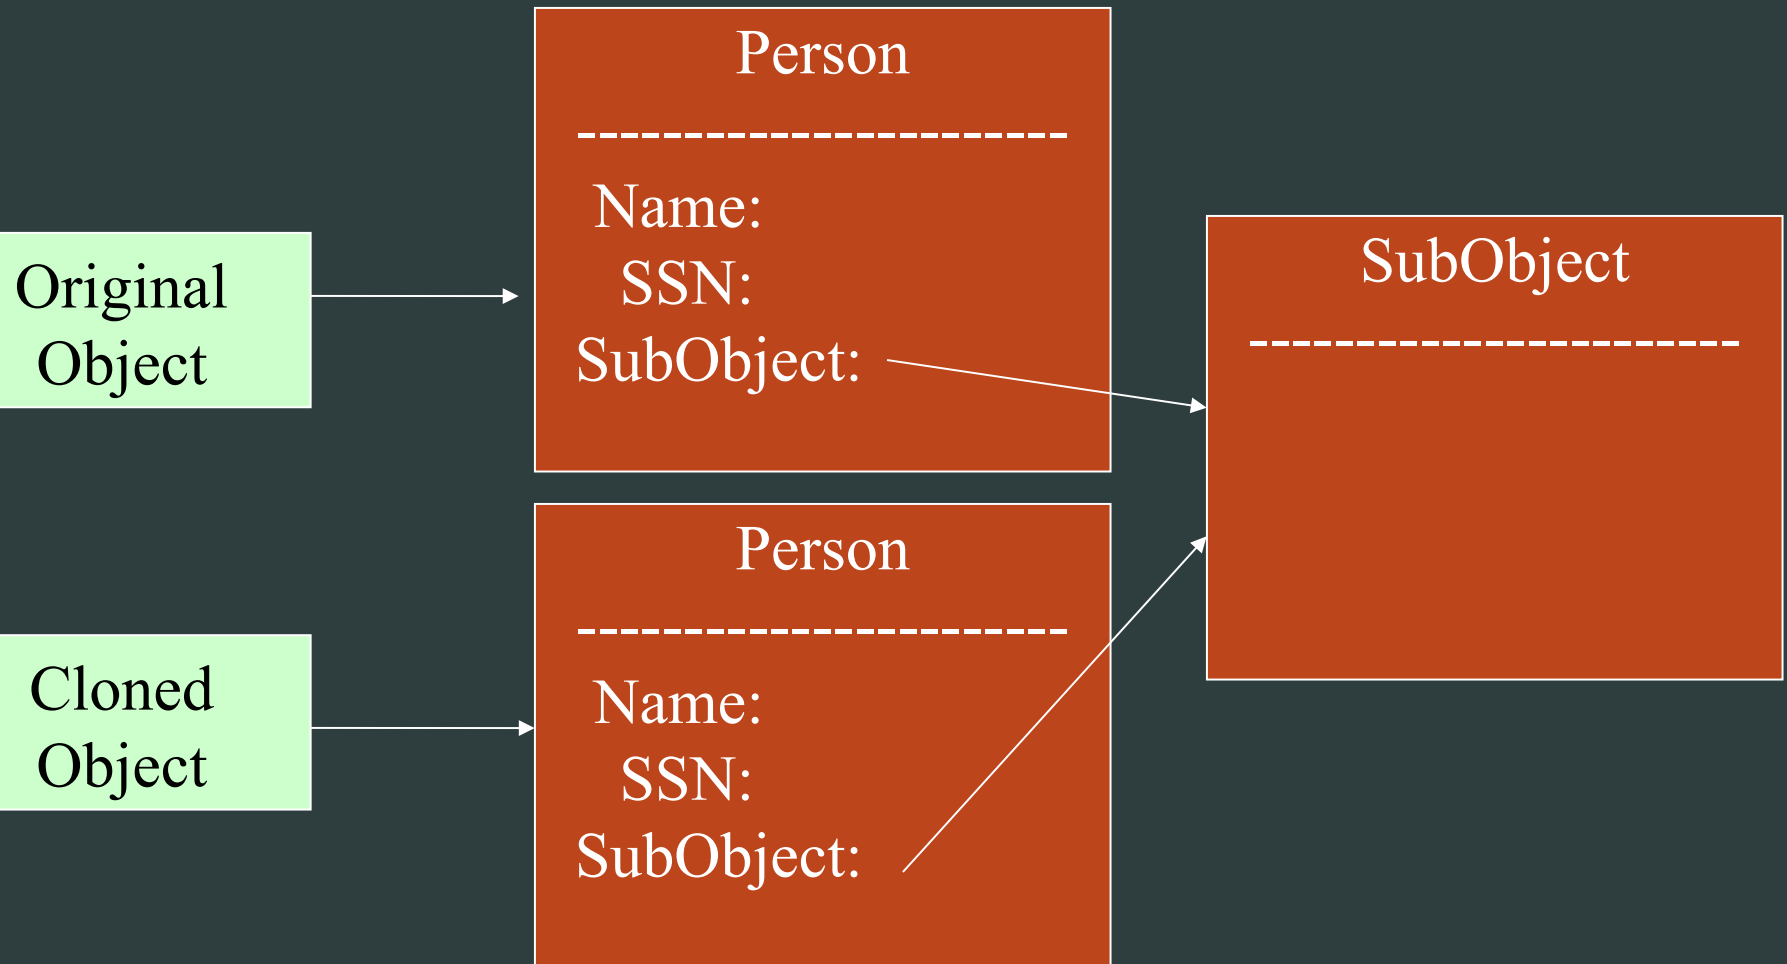 Person
Name:
SSN:
SubObject:
Original
Object
SubObject
Person
Name:
SSN:
SubObject:
Cloned
Object